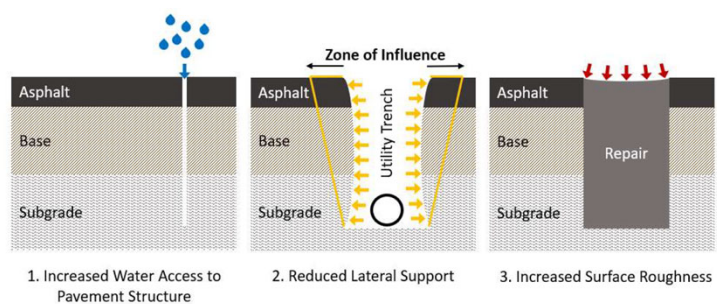 Zone of Influence
Asphalt
Base
Subgrade
1. Increased Water Access to
Pavement Structure
Asphalt
Base
Subgrade
Utility Trench
2. Reduced Lateral Support
Asphalt
Base
Subgrade
Repair
3. Increased Surface Roughness